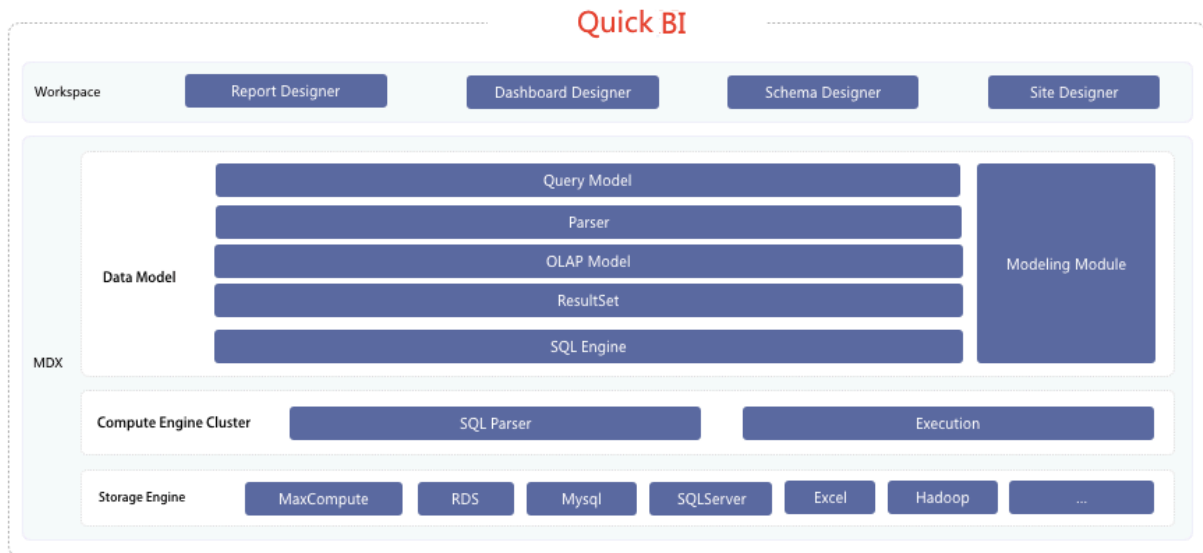 Quick BI
Workspace
Report Designer
Dashboard Designer
Schema Designer
Site Designer
MDX
Data Model
Query Model
Parser
OLAP Model
ResultSet
SQL Engine
Modeling Module
Compute Engine Cluster
SQL Parser
Execution
Storage Engine
MaxCompute
RDS
Mysql
SQLServer
Excel
Hadoop
...